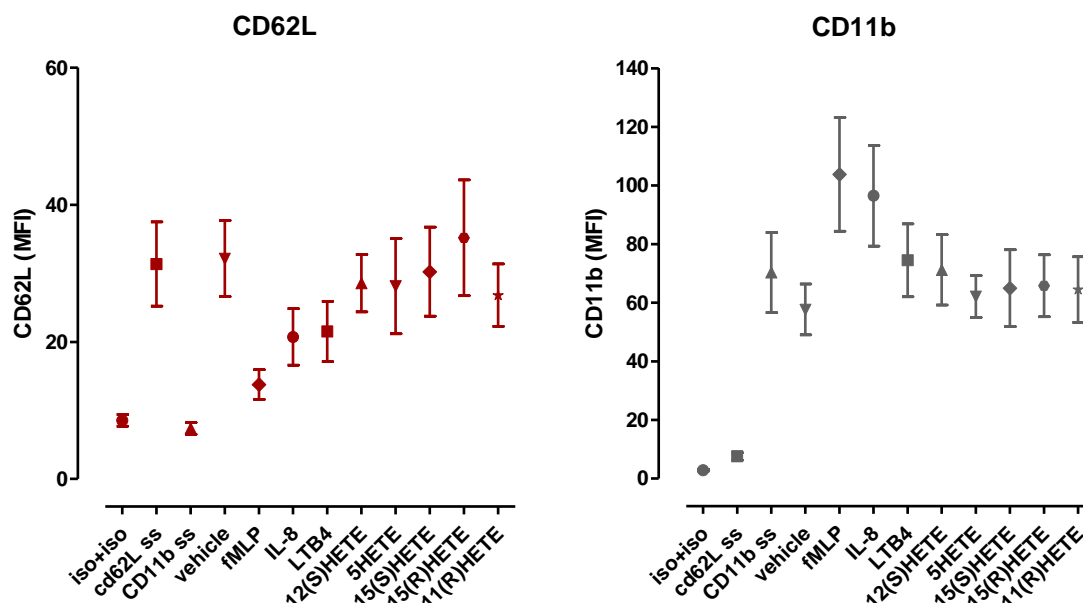 CD62L
CD62L (MFI)
60
40
20
0
iso+iso
cd62L ss
CD11b ss
vehicle
fMLP
IL-8
LTB4
12(S)HETE
5HETE
15(S)HETE
15(R)HETE
11(R)HETE
CD11b
CD11b (MFI)
140
120
100
80
60
40
20
0
iso+iso
cd62L ss
CD11b ss
vehicle
fMLP
IL-8
LTB4
12(S)HETE
5HETE
15(S)HETE
15(R)HETE
11(R)HETE